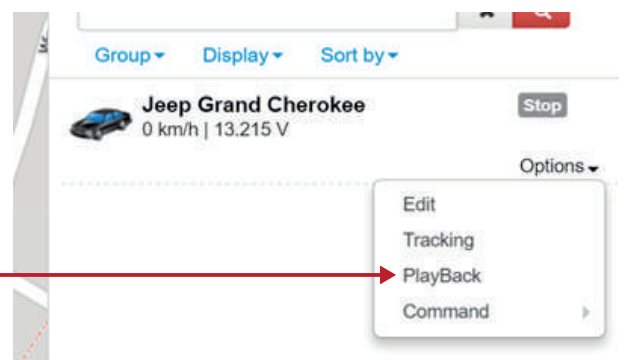 Group Display Sort by
Jeep Grand Cherokee Stop
0 km/h | 13.215 V
Options
Edit
Tracking
PlayBack
Command